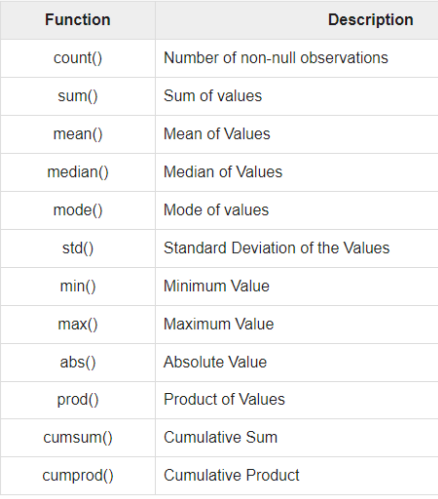 Function Description
count() Number of non-null observations
sum() Sum of values
mean() Mean of Values
median() Median of Values
mode() Mode of values
std() Standard Deviation of the Values
min() Minimum Value
max() Maximum Value
abs() Absolute Value
prod() Product of Values
cumsum() Cumulative Sum
cumprod() Cumulative Product